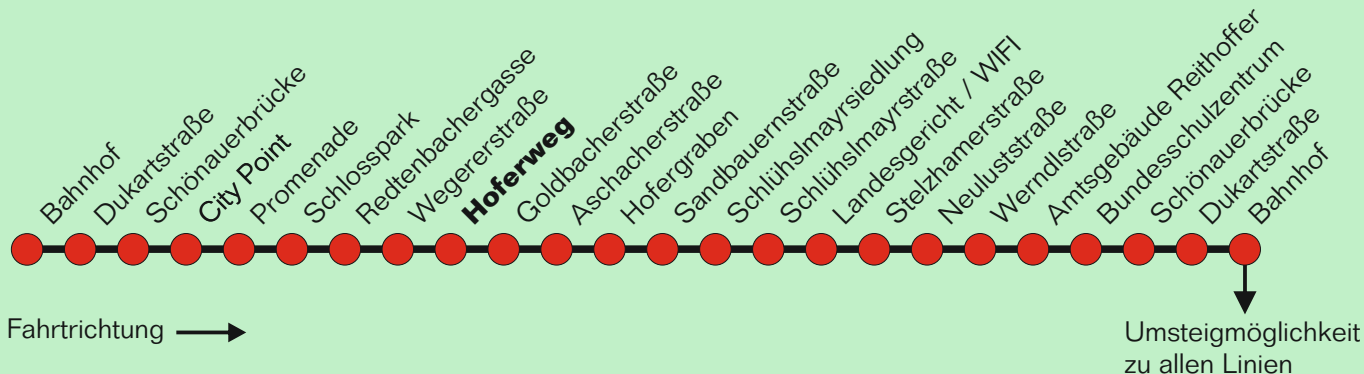 Bahnhof
Dukartstraße
Schönauerbrücke
City Point
Promenade
Schlosspark
Redtenbachergasse
Wegererstraße
Hoferweg
Goldbacherstraße
Aschacherstraße
Hofergraben
Sandbauernstraße
Schlühslmayrsiedlung
Schlühslmayrstraße
Landesgericht / WIFI
Stelzhamerstraße
Neuluststraße
Werndlstraße
Amtsgebäude Reithoffer
Bundesschulzentrum
Schönauerbrücke
Dukartstraße
Bahnhof
Fahrtrichtung
Umsteigmöglichkeit
zu allen Linien